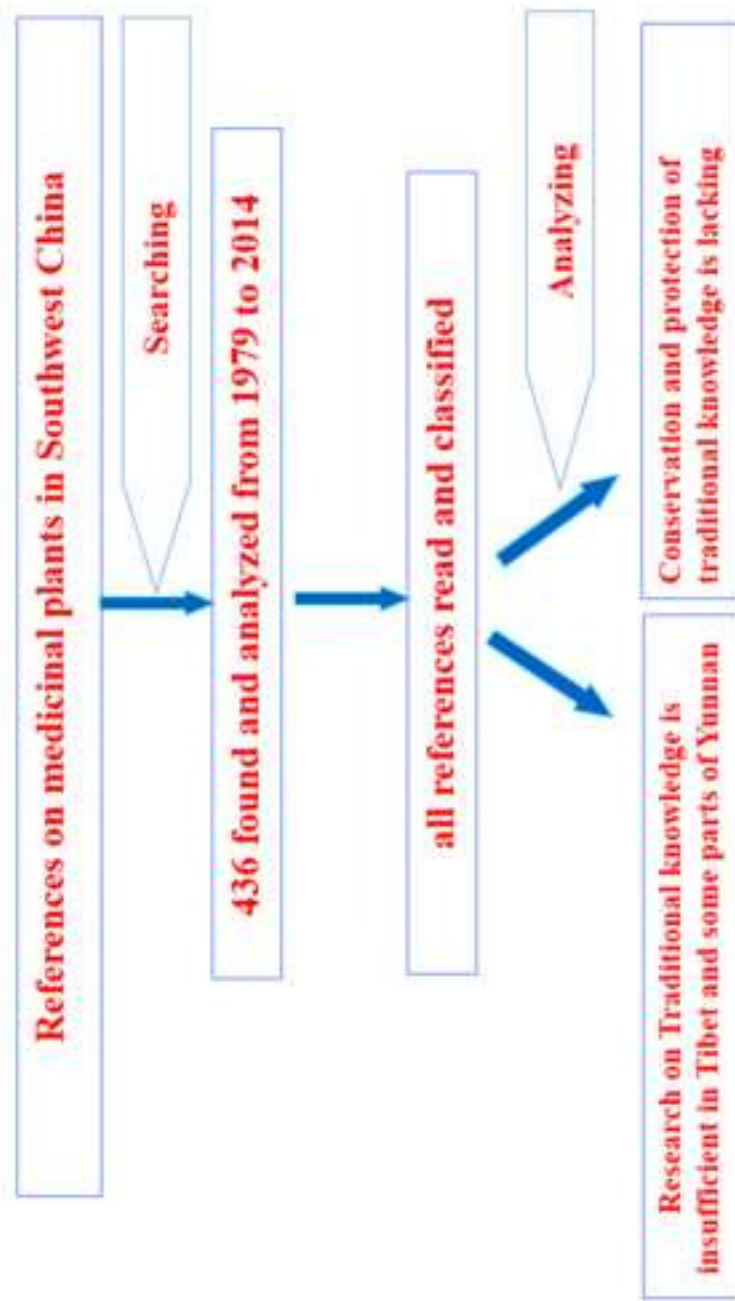 References on medicinal plants in Southwest China
Searching
436 found and analyzed from 1979 to 2014
all references read and classified
Analyzing
Research on Traditional knowledge is
insufficient in Tibet and some parts of Yunnan
Conservation and protection of
traditional knowledge is lacking